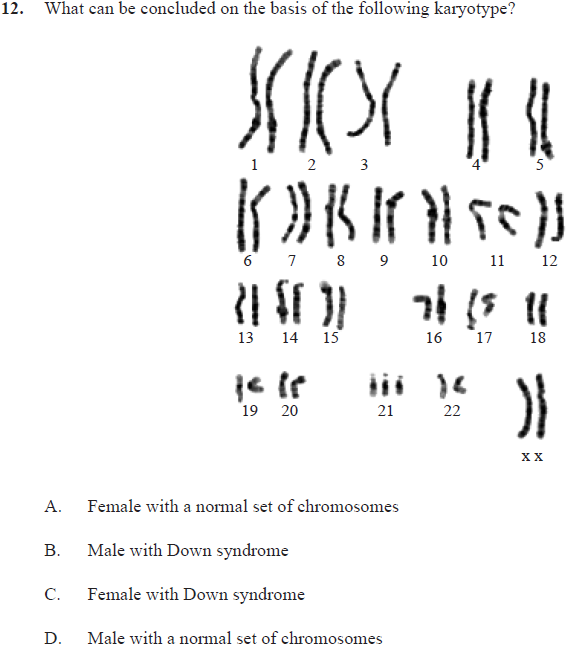 12. What can be concluded on the basis of the following karyotype?
1 2 3 4 5
6 7 8 9 10 11 12
13 14 15 16 17 18
19 20 21 22
x x
A. Female with a normal set of chromosomes
B. Male with Down syndrome
C. Female with Down syndrome
D. Male with a normal set of chromosomes